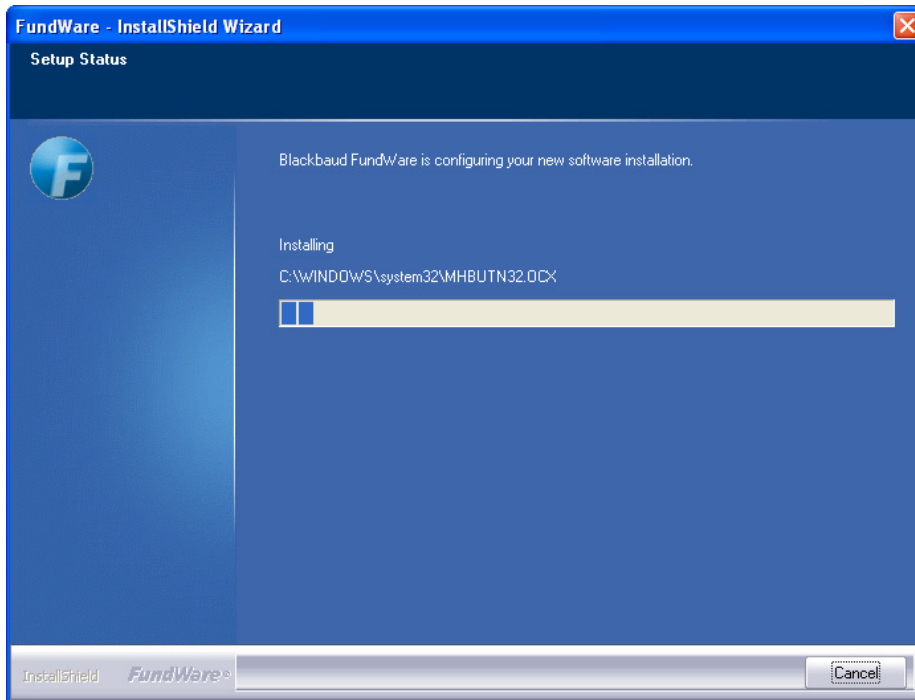 FundWare - InstallShield Wizard
Setup Status
F
Blackbaud FundWare is configuring your new software installation.
Installing
C:\WINDOWS\system32\MHBUTN32.OCX
InstallShield
FundWare®
Cancel